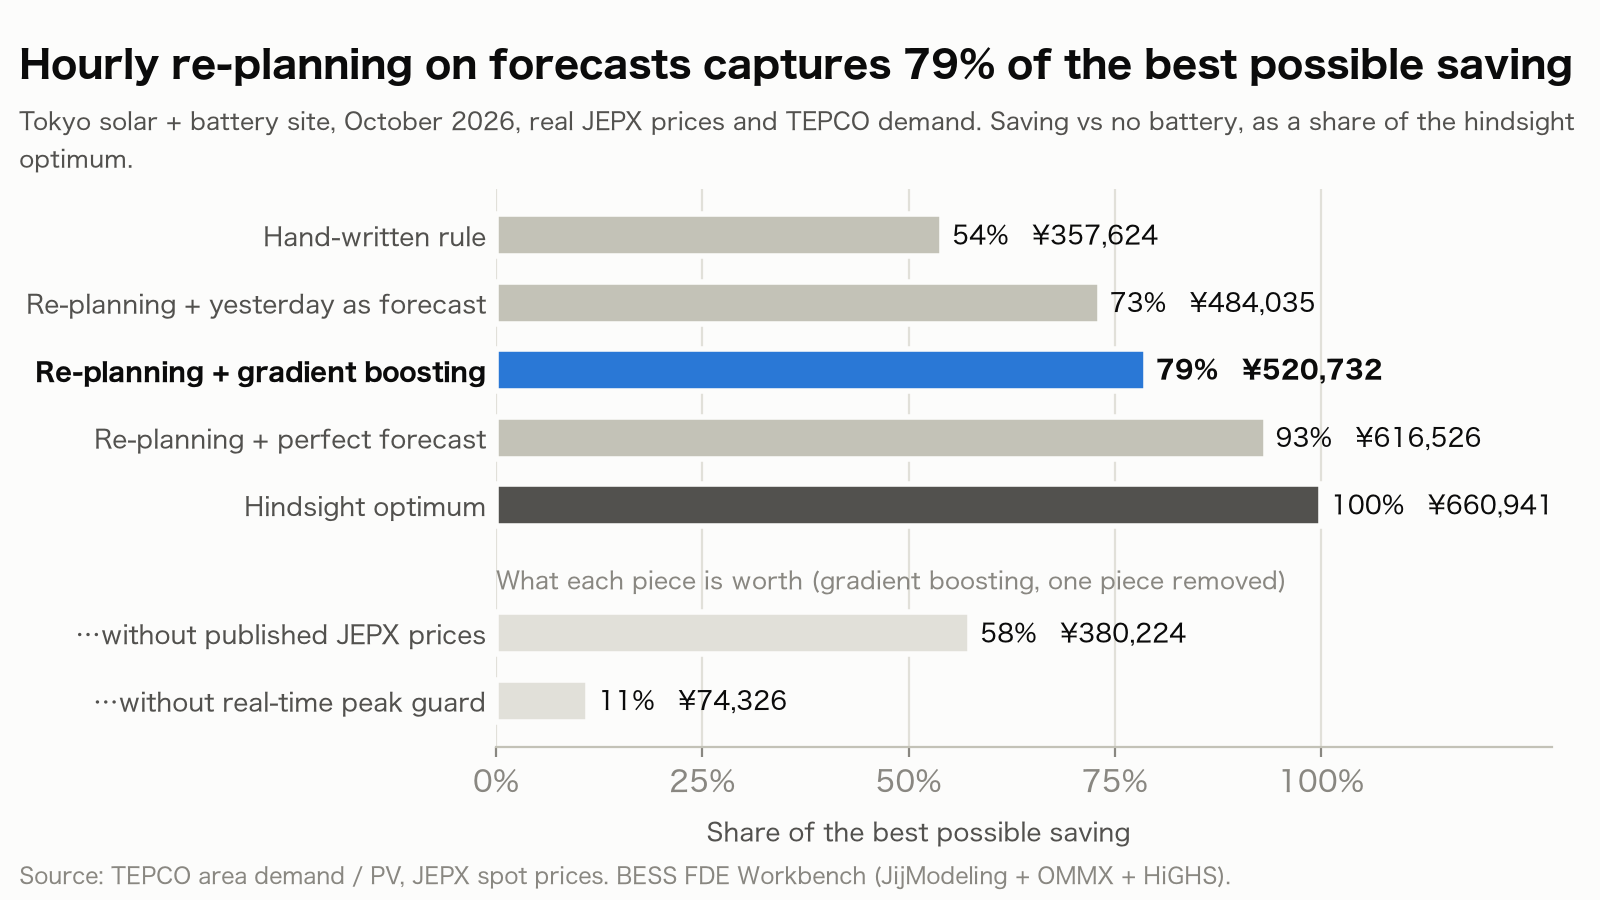 Hourly re-planning on forecasts captures 79% of the best possible saving
Tokyo solar + battery site, October 2026, real JEPX prices and TEPCO demand. Saving vs no battery, as a share of the hindsight
optimum.
Hand-written rule 54% ¥357,624
Re-planning + yesterday as forecast 73% ¥484,035
Re-planning + gradient boosting 79% ¥520,732
Re-planning + perfect forecast 93% ¥616,526
Hindsight optimum 100% ¥660,941
What each piece is worth (gradient boosting, one piece removed)
…without published JEPX prices 58% ¥380,224
…without real-time peak guard 11% ¥74,326
0% 25% 50% 75% 100%
Share of the best possible saving
Source: TEPCO area demand / PV, JEPX spot prices. BESS FDE Workbench (JijModeling + OMMX + HiGHS).